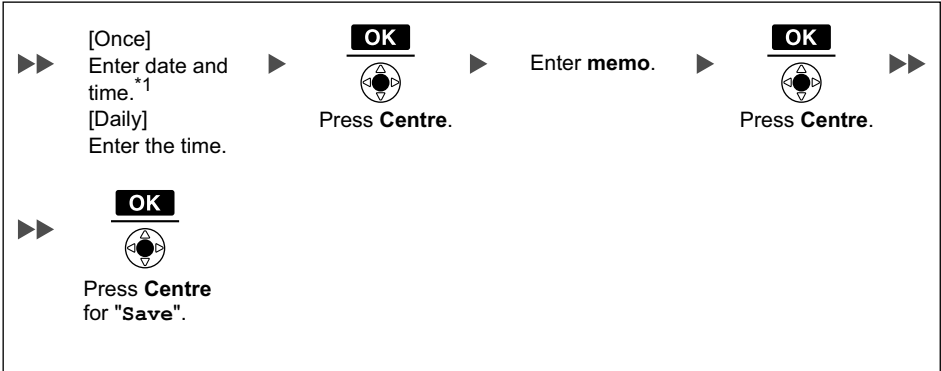 [Once]
Enter date and
time.*1
[Daily]
Enter the time.
OK
Press Centre.
Enter memo.
OK
Press Centre.
OK
Press Centre
for "Save".